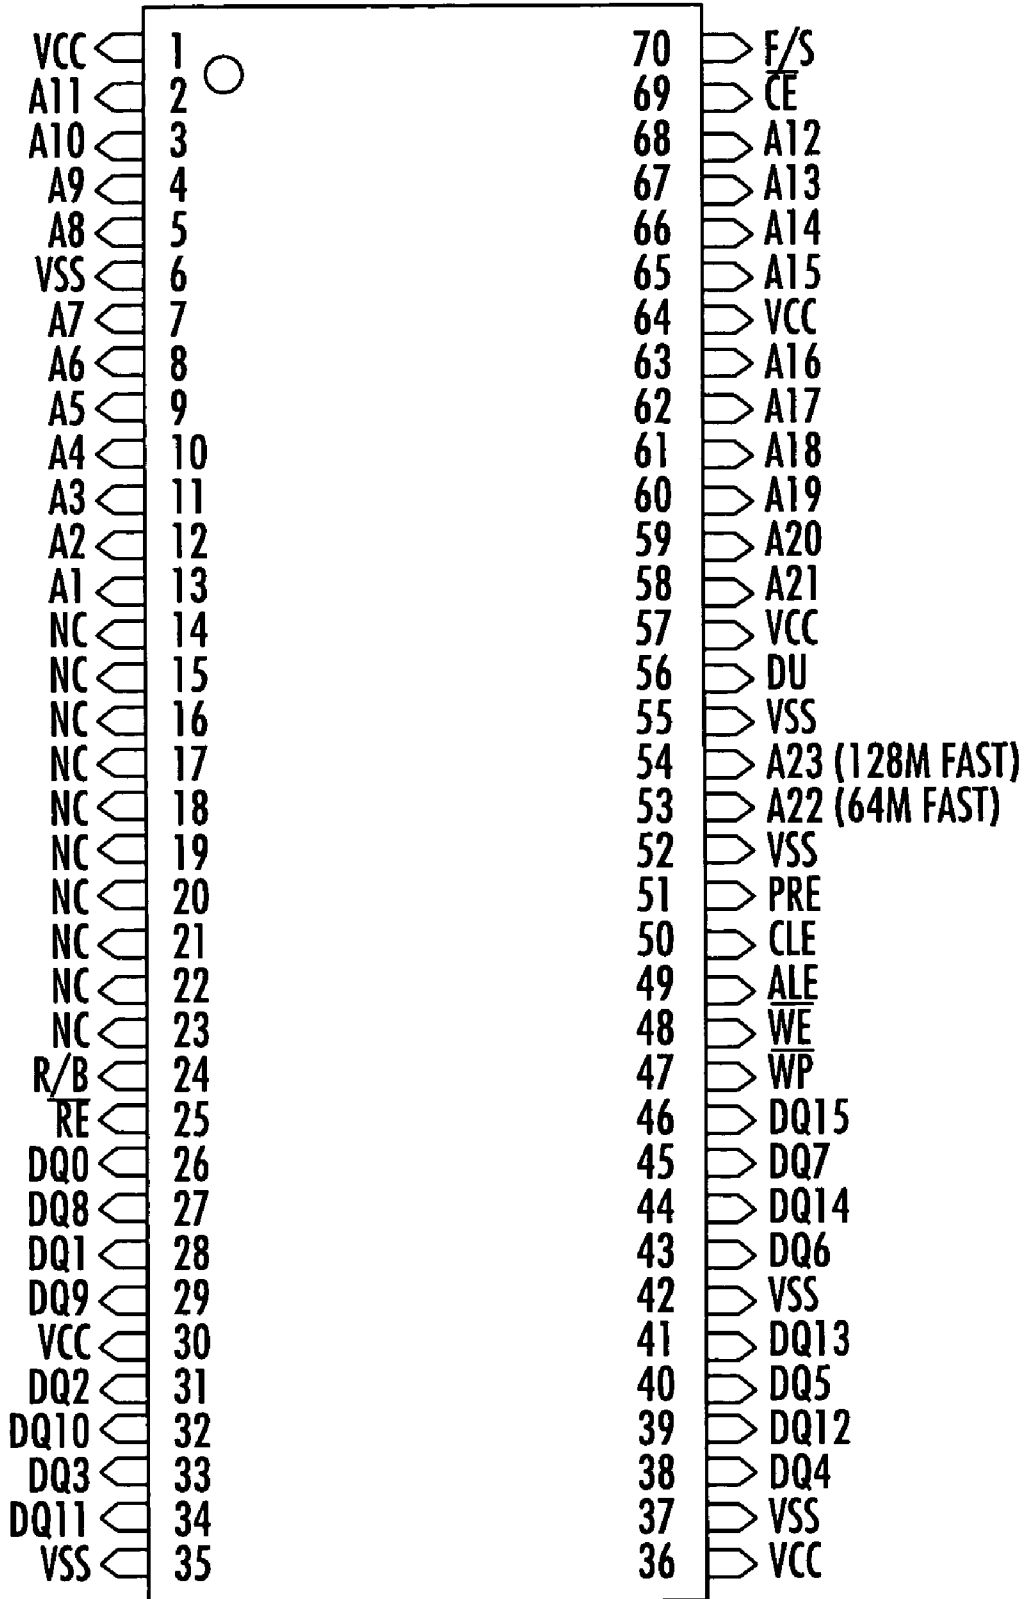 VCC 1 70 F/S
A11 2 69 C̅E̅
A10 3 68 A12
A9 4 67 A13
A8 5 66 A14
VSS 6 65 A15
A7 7 64 VCC
A6 8 63 A16
A5 9 62 A17
A4 10 61 A18
A3 11 60 A19
A2 12 59 A20
A1 13 58 A21
NC 14 57 VCC
NC 15 56 DU
NC 16 55 VSS
NC 17 54 A23 (128M FAST)
NC 18 53 A22 (64M FAST)
NC 19 52 VSS
NC 20 51 PRE
NC 21 50 CLE
NC 22 49 ALE
NC 23 48 W̅E̅
R/B 24 47 W̅P̅
R̅E̅ 25 46 DQ15
DQ0 26 45 DQ7
DQ8 27 44 DQ14
DQ1 28 43 DQ6
DQ9 29 42 VSS
VCC 30 41 DQ13
DQ2 31 40 DQ5
DQ10 32 39 DQ12
DQ3 33 38 DQ4
DQ11 34 37 VSS
VSS 35 36 VCC